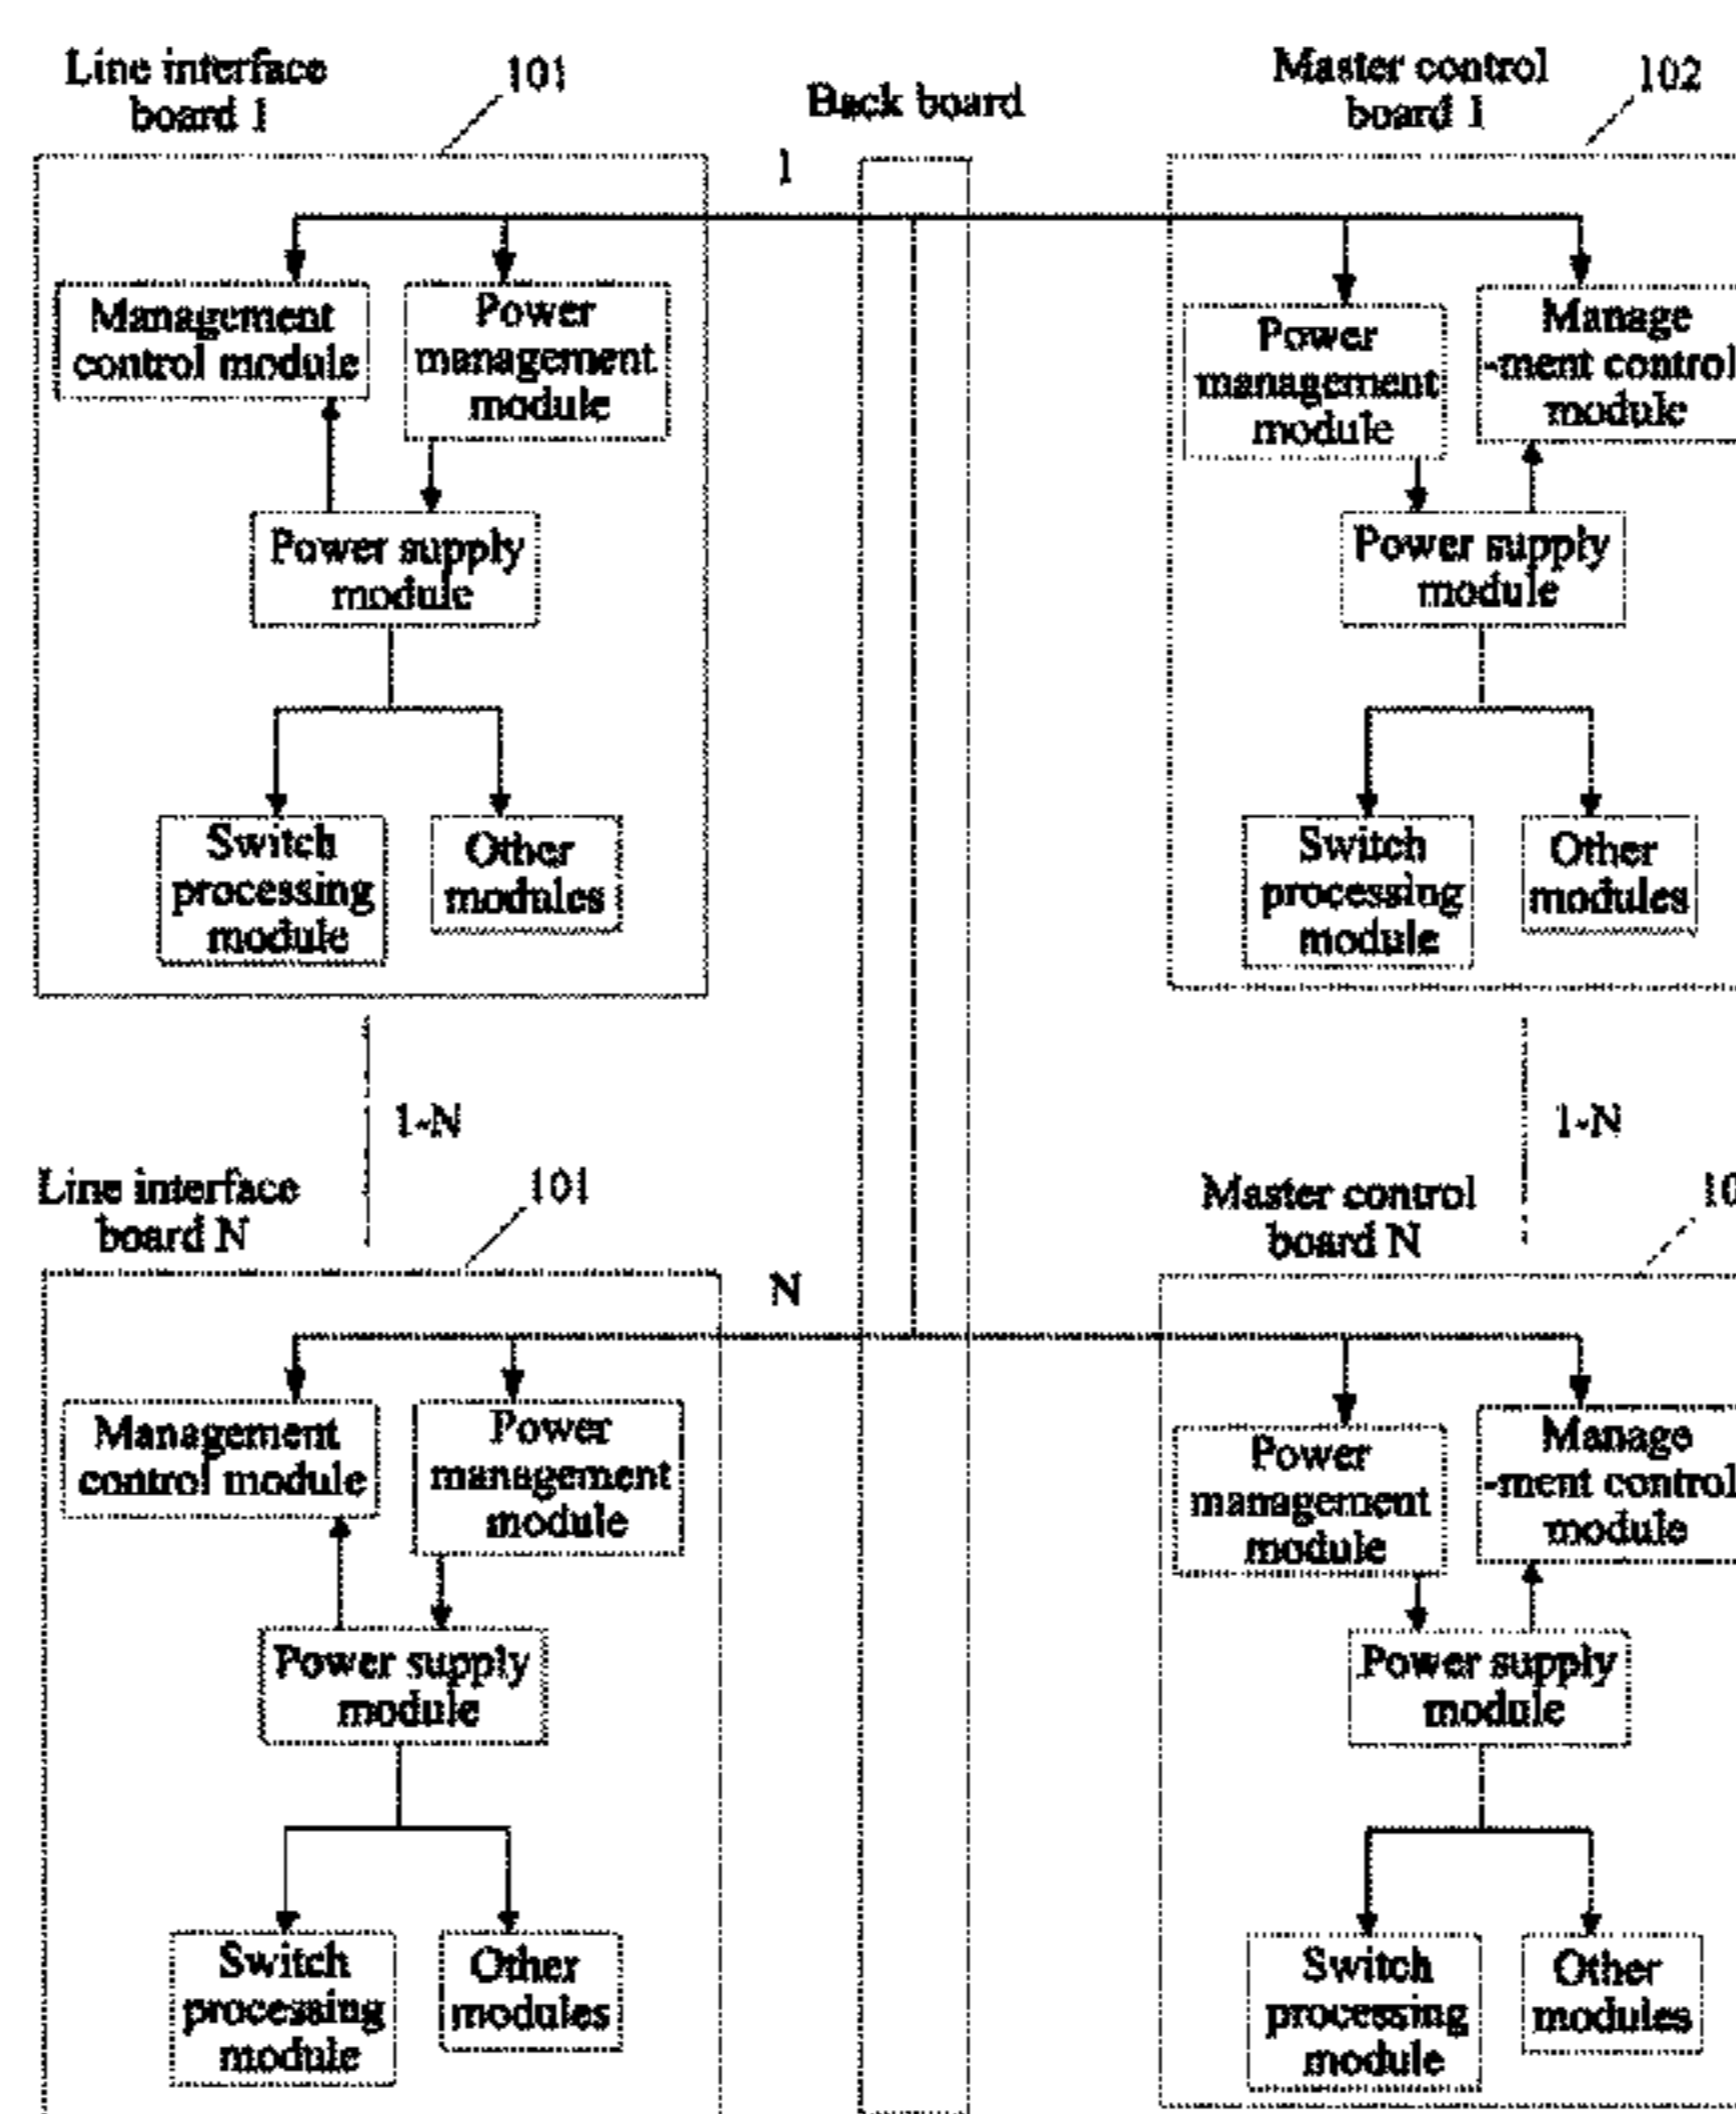 Line interface
board 1
101
Back board
Master control
board 1
102
1
Management
control module
Power
management
module
Power
management
module
Manage
-ment control
module
Power supply
module
Power supply
module
Switch
processing
module
Other
modules
Switch
processing
module
Other
modules
1-N
1-N
Line interface
board N
101
Master control
board N
10
N
Management
control module
Power
management
module
Power
management
module
Manage
-ment control
module
Power supply
module
Power supply
module
Switch
processing
module
Other
modules
Switch
processing
module
Other
modules